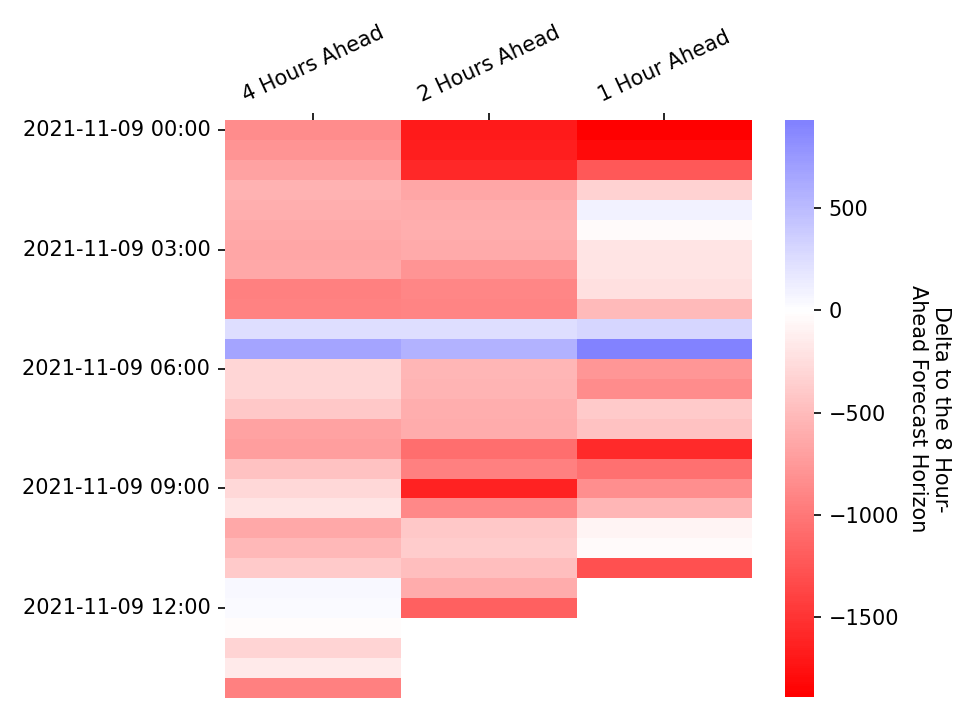 4 Hours Ahead
2 Hours Ahead
1 Hour Ahead
2021-11-09 00:00
2021-11-09 03:00
2021-11-09 06:00
2021-11-09 09:00
2021-11-09 12:00
500
0
−500
−1000
−1500
Delta to the 8 Hour-
Ahead Forecast Horizon